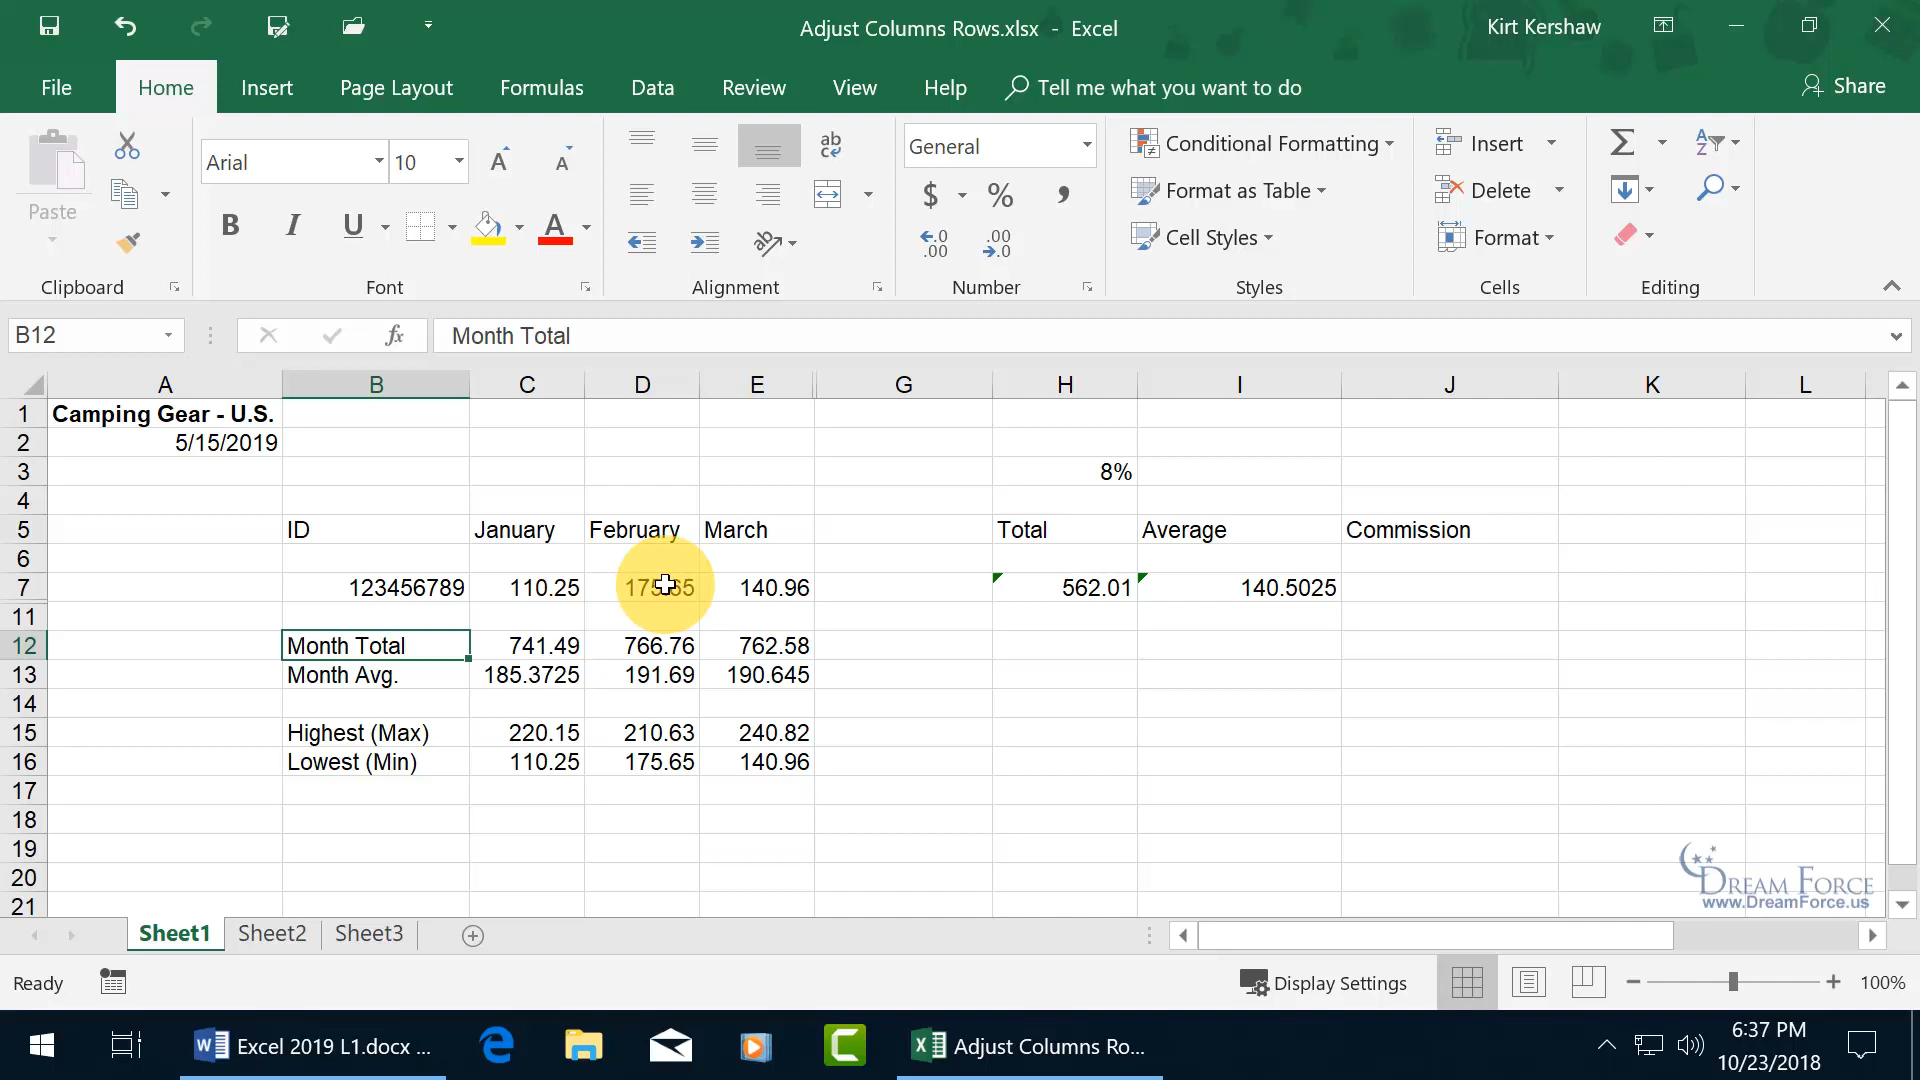 Adjust Columns Rows.xlsx - Excel
Kirt Kershaw
File Home Insert Page Layout Formulas Data Review View Help Tell me what you want to do Share
Paste
Arial 10 A A
B I U A
ab
General
$ % ,
.0 .00 .00 .0
Conditional Formatting
Format as Table
Cell Styles
Insert
Delete
Format
Σ A Z
Clipboard Font Alignment Number Styles Cells Editing
B12 fx Month Total
A B C D E G H I J K L
1 Camping Gear - U.S.
2 5/15/2019
3 8%
4
5 ID January February March Total Average Commission
6
7 123456789 110.25 175.65 140.96 562.01 140.5025
11
12 Month Total 741.49 766.76 762.58
13 Month Avg. 185.3725 191.69 190.645
14
15 Highest (Max) 220.15 210.63 240.82
16 Lowest (Min) 110.25 175.65 140.96
17
18
19
20
21
DREAM FORCE
www.DreamForce.us
Sheet1 Sheet2 Sheet3
Ready Display Settings 100%
Excel 2019 L1.docx ... Adjust Columns Ro...
6:37 PM
10/23/2018